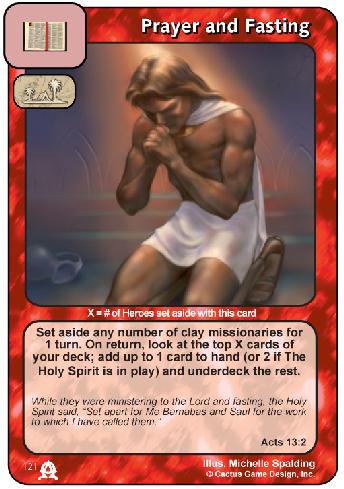 Prayer and Fasting
X = # of Heroes set aside with this card
Set aside any number of clay missionaries for
1 turn. On return, look at the top X cards of
your deck; add up to 1 card to hand (or 2 if The
Holy Spirit is in play) and underdeck the rest.
While they were ministering to the Lord and fasting, the Holy
Spirit said, "Set apart for Me Barnabas and Saul for the work
to which I have called them."
Acts 13:2
121
Illus. Michelle Spalding
© Cactus Game Design, Inc.